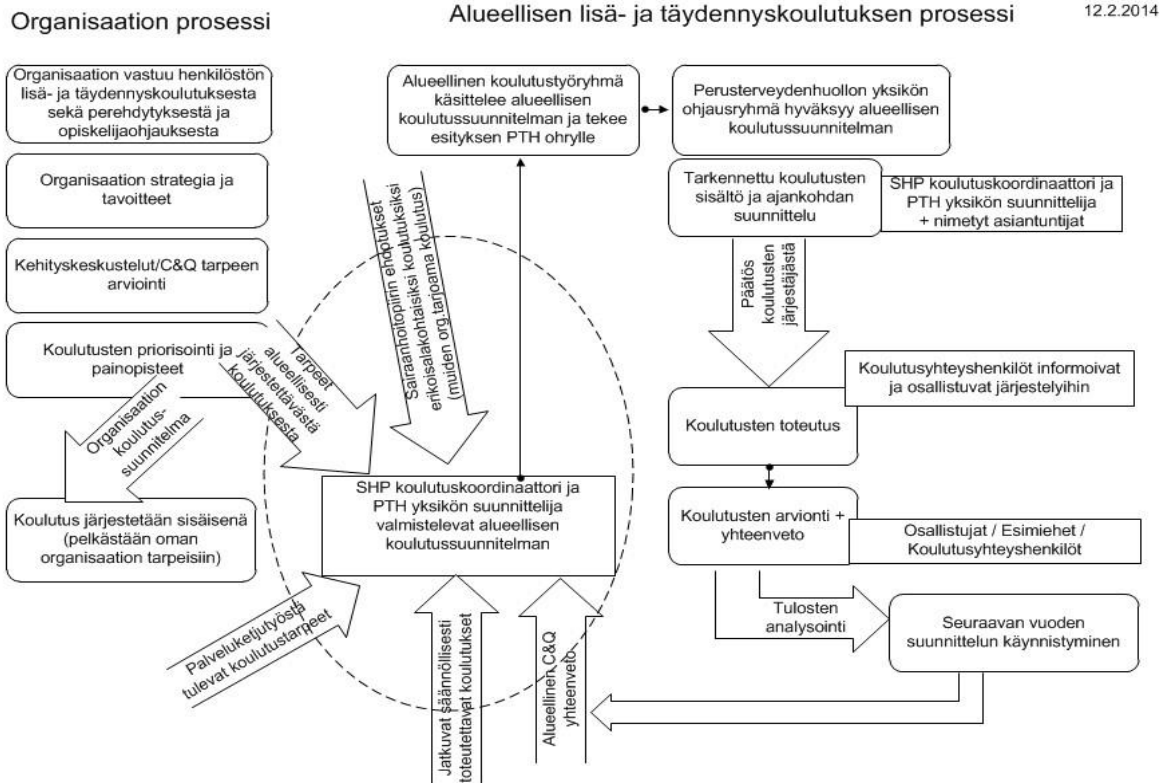 Organisaation prosessi
Alueellisen lisä- ja täydennyskoulutuksen prosessi
12.2.2014
Organisaation vastuu henkilöstön
lisä- ja täydennyskoulutuksesta
sekä perehdytyksestä ja
opiskelijaohjauksesta
Organisaation strategia ja
tavoitteet
Kehityskeskustelut/C&Q tarpeen
arviointi
Koulutusten priorisointi ja
painopisteet
Organisaation
koulutus-
suunnitelma
Koulutus järjestetään sisäisenä
(pelkästään oman
organisaation tarpeisiin)
Tarpeet
alueellisesti
järjestettävästä
koulutuksesta
Sairaanhoitopiirin ehoptukset
erikoisalakohtaisiksi koulutuksiksi
(muiden org.tarjoama koulutus)
Alueellinen koulutustyöryhmä
käsittelee alueellisen
koulutussuunnitelman ja tekee
esityksen PTH ohrylle
SHP koulutuskoordinaattori ja
PTH yksikön suunnittelija
valmistelevat alueellisen
koulutussuunnitelman
Palveluketjutyöstä
tulevat koulutustarpeet
Jatkuvat säännöllisesti
toteutettavat koulutukset
Alueellinen C&Q
yhteenveto
Perusterveydenhuollon yksikön
ohjausryhmä hyväksyy alueellisen
koulutussuunnitelman
Tarkennettu koulutusten
sisältö ja ajankohdan
suunnittelu
SHP koulutuskoordinaattori ja
PTH yksikön suunnittelija
+ nimetyt asiantuntijat
Päätös
koulutusten
järjestäjästä
Koulutusyhteyshenkilöt informoivat
ja osallistuvat järjestelyihin
Koulutusten toteutus
Koulutusten arvionti +
yhteenveto
Osallistujat / Esimiehet /
Koulutusyhteyshenkilöt
Tulosten
analysointi
Seuraavan vuoden
suunnittelun käynnistyminen